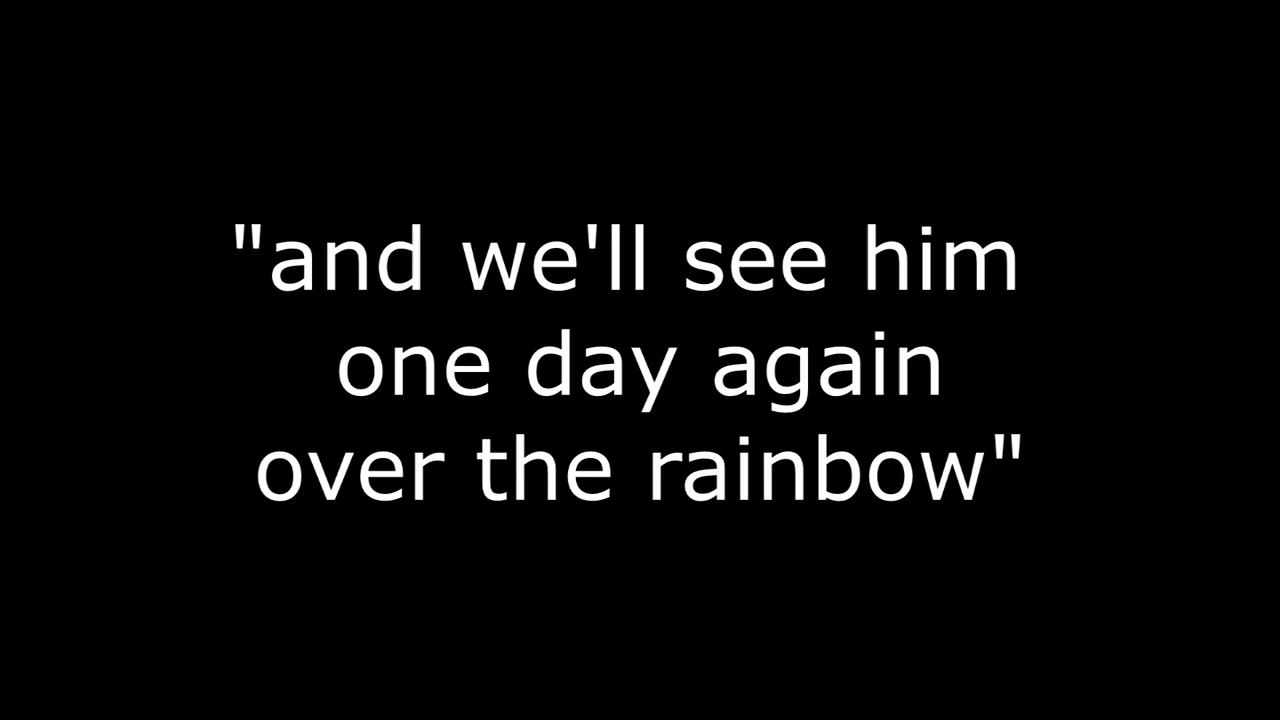 "and we'll see him
one day again
over the rainbow"